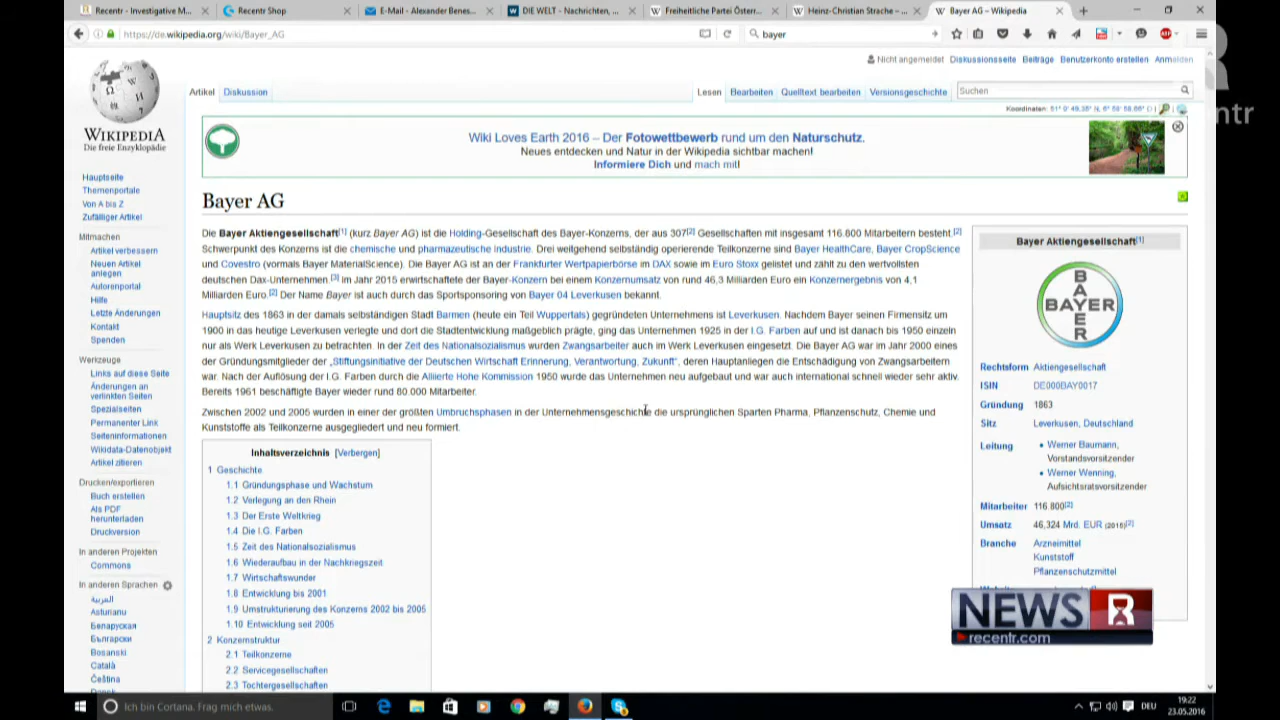 Recentr - Investigative M...
Recentr Shop
E-Mail - Alexander Benes...
DIE WELT - Nachrichten, ...
Freiheitliche Partei Öster...
Heinz-Christian Strache – ...
Bayer AG – Wikipedia
https://de.wikipedia.org/wiki/Bayer_AG
bayer
Nicht angemeldet Diskussionsseite Beiträge Benutzerkonto erstellen Anmelden
Artikel Diskussion Lesen Bearbeiten Quelltext bearbeiten Versionsgeschichte Suchen
R
entr
WIKIPEDIA
Die freie Enzyklopädie
Hauptseite
Themenportale
Von A bis Z
Zufälliger Artikel
Mitmachen
Artikel verbessern
Neuen Artikel
anlegen
Autorenportal
Hilfe
Letzte Änderungen
Kontakt
Spenden
Werkzeuge
Links auf diese Seite
Änderungen an
verlinkten Seiten
Spezialseiten
Permanenter Link
Seiteninformationen
Wikidata-Datenobjekt
Artikel zitieren
Drucken/exportieren
Buch erstellen
Als PDF
herunterladen
Druckversion
In anderen Projekten
Commons
In anderen Sprachen
العربية
Asturianu
Беларуская
Български
Bosanski
Català
Čeština
Koordinaten:
Wiki Loves Earth 2016 – Der Fotowettbewerb rund um den Naturschutz.
Neues entdecken und Natur in der Wikipedia sichtbar machen!
Informiere Dich und mach mit!
Bayer AG
Die Bayer Aktiengesellschaft[1] (kurz Bayer AG) ist die Holding-Gesellschaft des Bayer-Konzerns, der aus 307[2] Gesellschaften mit insgesamt 116.800 Mitarbeitern besteht.[2]
Schwerpunkt des Konzerns ist die chemische und pharmazeutische Industrie. Drei weitgehend selbständig operierende Teilkonzerne sind Bayer HealthCare, Bayer CropScience
und Covestro (vormals Bayer MaterialScience). Die Bayer AG ist an der Frankfurter Wertpapierbörse im DAX sowie im Euro Stoxx gelistet und zählt zu den wertvollsten
deutschen Dax-Unternehmen.[3] Im Jahr 2015 erwirtschaftete der Bayer-Konzern bei einem Konzernumsatz von rund 46,3 Milliarden Euro ein Konzernergebnis von 4,1
Milliarden Euro.[2] Der Name Bayer ist auch durch das Sportsponsoring von Bayer 04 Leverkusen bekannt.
Hauptsitz des 1863 in der damals selbständigen Stadt Barmen (heute ein Teil Wuppertals) gegründeten Unternehmens ist Leverkusen. Nachdem Bayer seinen Firmensitz um
1900 in das heutige Leverkusen verlegte und dort die Stadtentwicklung maßgeblich prägte, ging das Unternehmen 1925 in der I.G. Farben auf und ist danach bis 1950 einzeln
nur als Werk Leverkusen zu betrachten. In der Zeit des Nationalsozialismus wurden Zwangsarbeiter auch im Werk Leverkusen eingesetzt. Die Bayer AG war im Jahr 2000 eines
der Gründungsmitglieder der „Stiftungsinitiative der Deutschen Wirtschaft Erinnerung, Verantwortung, Zukunft“, deren Hauptanliegen die Entschädigung von Zwangsarbeitern
war. Nach der Auflösung der I.G. Farben durch die Alliierte Hohe Kommission 1950 wurde das Unternehmen neu aufgebaut und war auch international schnell wieder sehr aktiv.
Bereits 1961 beschäftigte Bayer wieder rund 80.000 Mitarbeiter.
Zwischen 2002 und 2005 wurden in einer der größten Umbruchsphasen in der Unternehmensgeschichte die ursprünglichen Sparten Pharma, Pflanzenschutz, Chemie und
Kunststoffe als Teilkonzerne ausgegliedert und neu formiert.
Inhaltsverzeichnis [Verbergen]
1 Geschichte
1.1 Gründungsphase und Wachstum
1.2 Verlegung an den Rhein
1.3 Der Erste Weltkrieg
1.4 Die I.G. Farben
1.5 Zeit des Nationalsozialismus
1.6 Wiederaufbau in der Nachkriegszeit
1.7 Wirtschaftswunder
1.8 Entwicklung bis 2001
1.9 Umstrukturierung des Konzerns 2002 bis 2005
1.10 Entwicklung seit 2005
2 Konzernstruktur
2.1 Teilkonzerne
2.2 Servicegesellschaften
2.3 Tochtergesellschaften
Bayer Aktiengesellschaft[1]
BAYER
BAYER
Rechtsform Aktiengesellschaft
ISIN DE000BAY0017
Gründung 1863
Sitz Leverkusen, Deutschland
Leitung • Werner Baumann,
Vorstandsvorsitzender
• Werner Wenning,
Aufsichtsratsvorsitzender
Mitarbeiter 116.800[2]
Umsatz 46,324 Mrd. EUR (2015)[2]
Branche Arzneimittel
Kunststoff
Pflanzenschutzmittel
NEWS R
recentr.com
Ich bin Cortana. Frag mich etwas.
DEU
19:22
23.05.2016